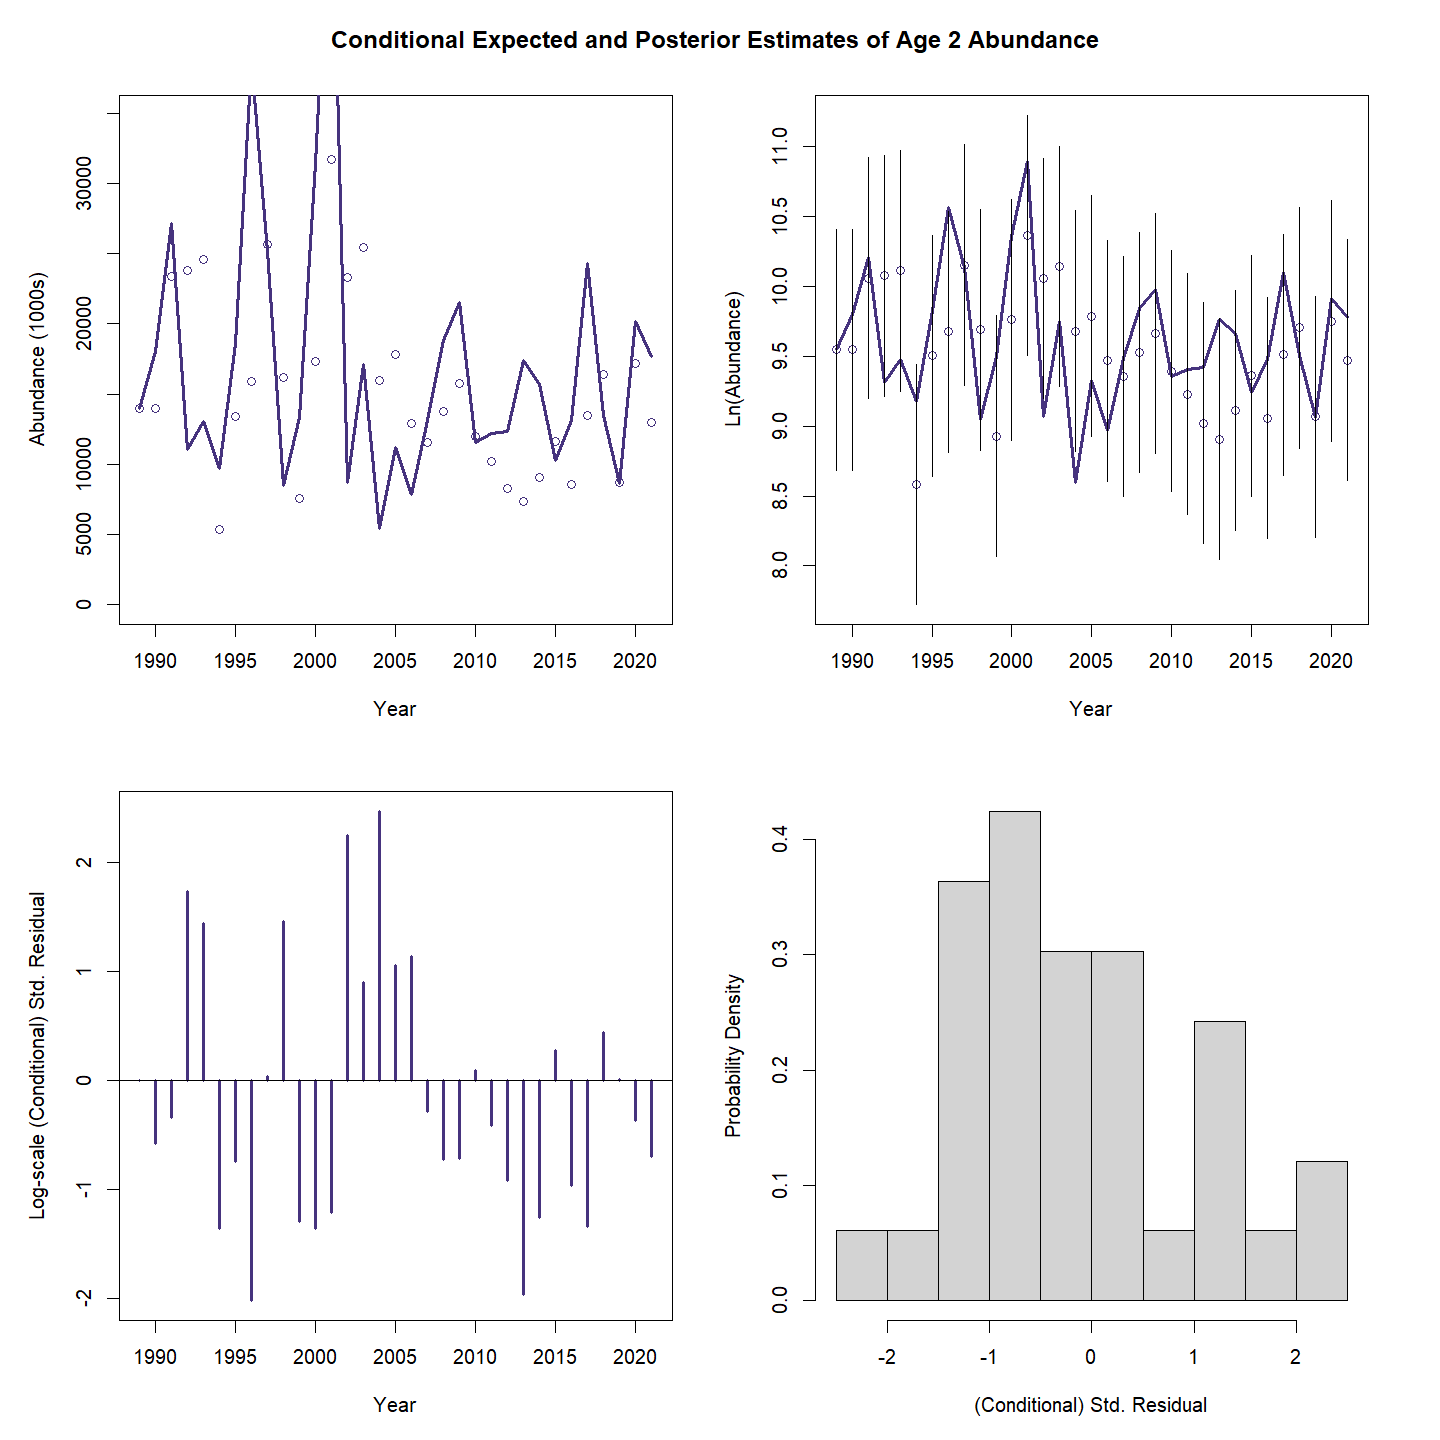 Conditional Expected and Posterior Estimates of Age 2 Abundance
Abundance (1000s)
30000
20000
10000
5000
0
1990 1995 2000 2005 2010 2015 2020
Year
Ln(Abundance)
11.0
10.5
10.0
9.5
9.0
8.5
8.0
1990 1995 2000 2005 2010 2015 2020
Year
Log-scale (Conditional) Std. Residual
2
1
0
-1
-2
1990 1995 2000 2005 2010 2015 2020
Year
Probability Density
0.4
0.3
0.2
0.1
0.0
-2 -1 0 1 2
(Conditional) Std. Residual